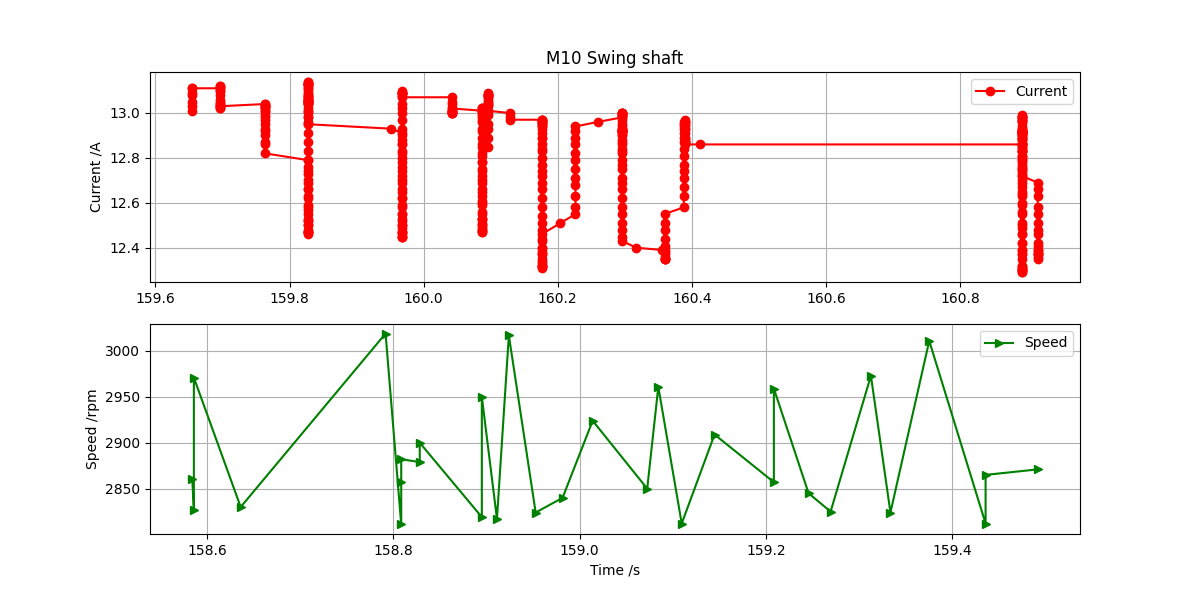 M10 Swing shaft
Current
Current /A
13.0
12.8
12.6
12.4
159.6 159.8 160.0 160.2 160.4 160.6 160.8
Speed
Speed /rpm
3000
2950
2900
2850
158.6 158.8 159.0 159.2 159.4
Time /s